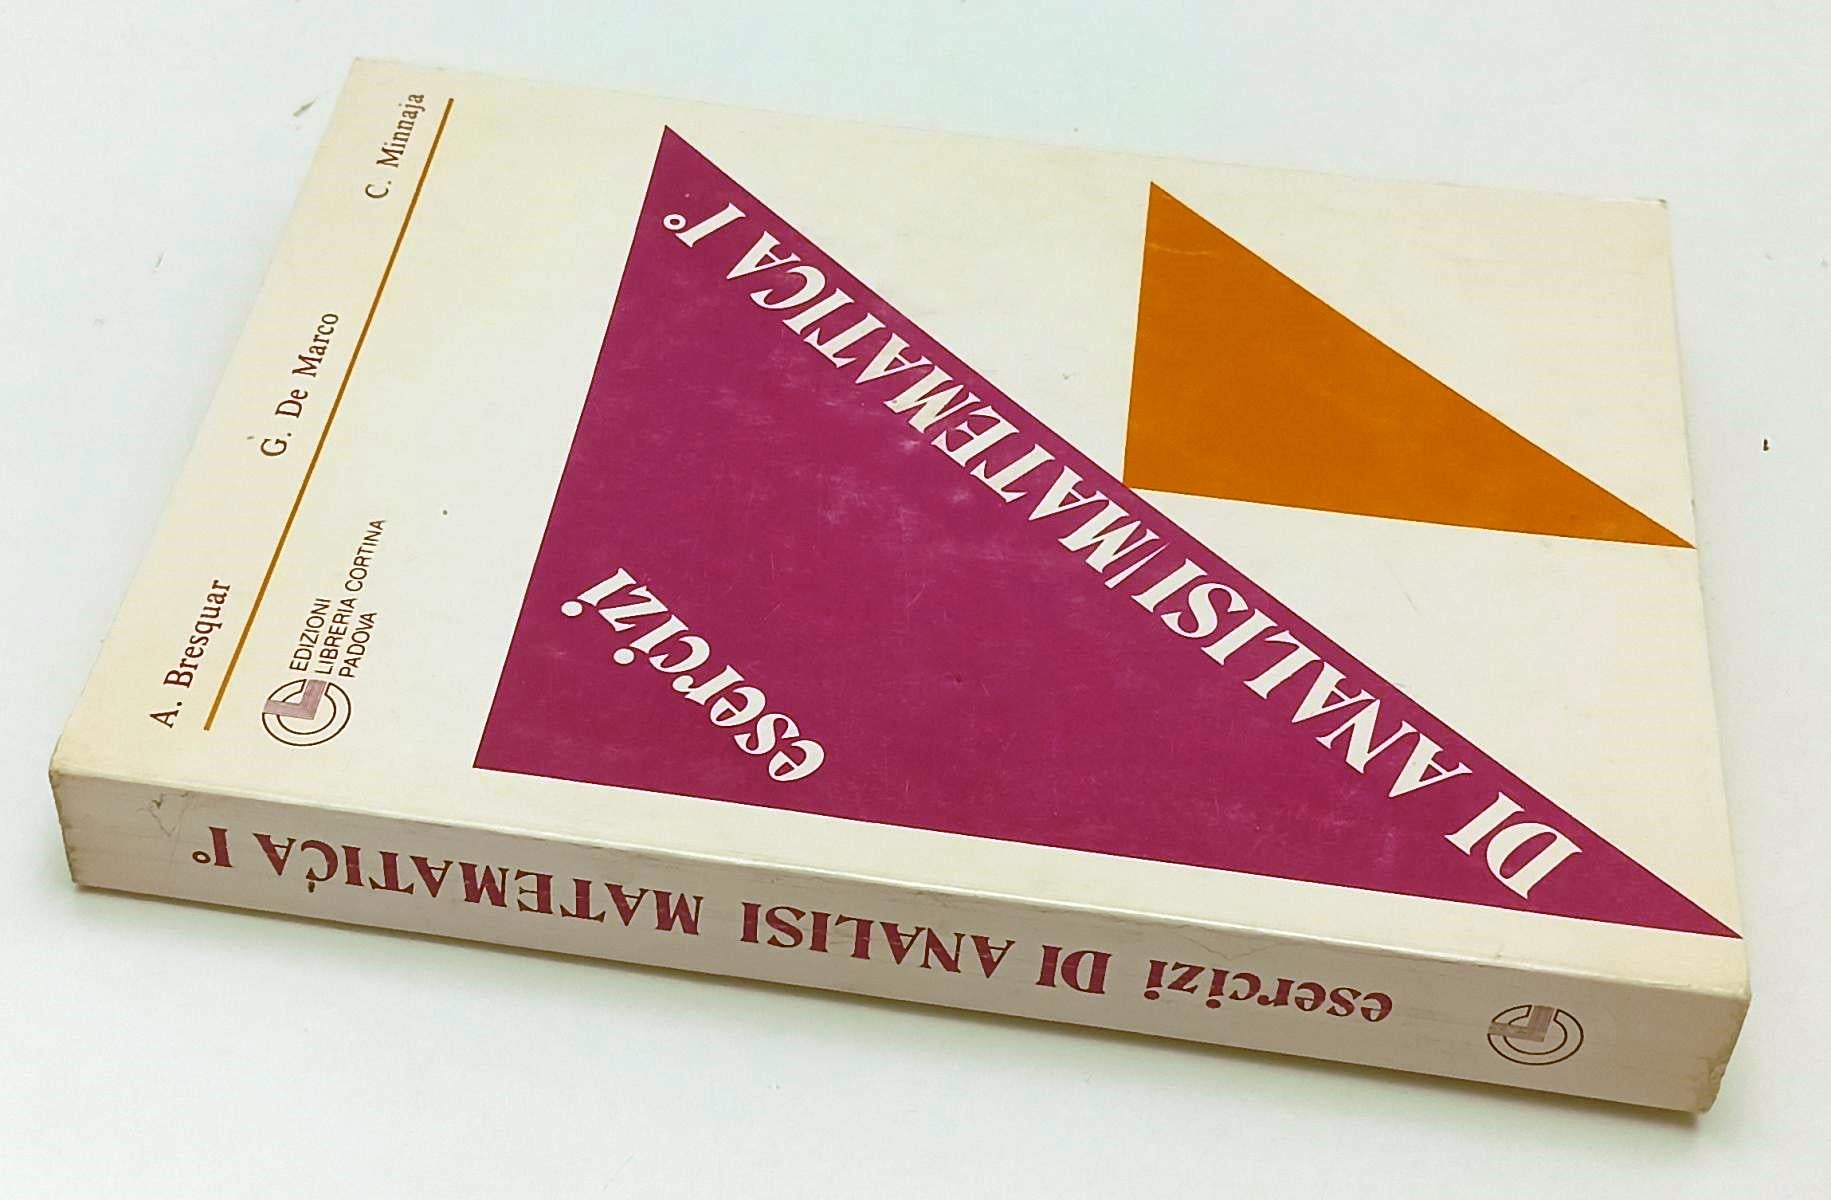 A. Bresquar G. De Marco C. Minnaja
EDIZIONI
LIBRERIA CORTINA
PADOVA
esercizi
DI ANALISI/MATEMATICA I°
esercizi DI ANALISI MATEMATICA I°